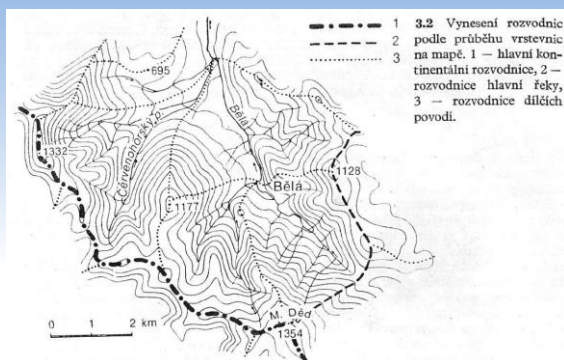 1 3.2 Vynesení rozvodnic
2 podle průběhu vrstevnic
3 na mapě. 1 — hlavní kon-
tinentální rozvodnice, 2 —
rozvodnice hlavní řeky,
3 — rozvodnice dílčích
povodí.
695
Bělá
Červenohorský p.
1332
1128
Bělá
1177
M. Děd
1354
0 1 2 km